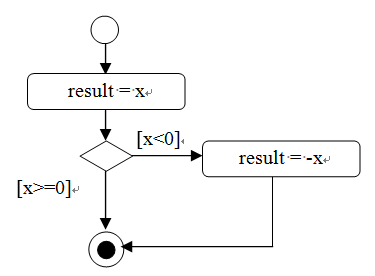 result = x
[x<0]
result = -x
[x>=0]